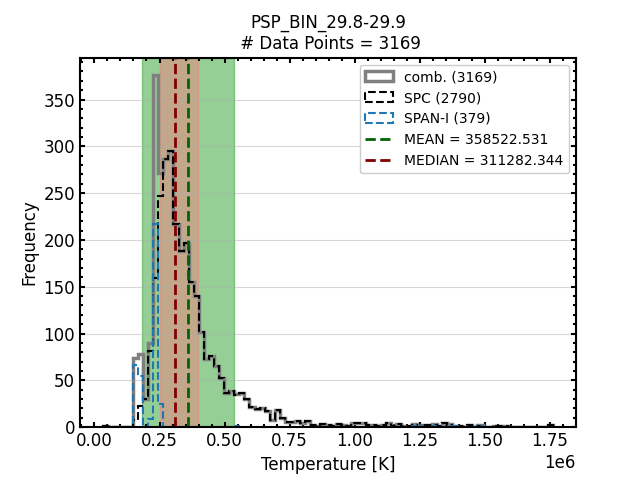 PSP_BIN_29.8-29.9
# Data Points = 3169
comb. (3169)
SPC (2790)
SPAN-I (379)
MEAN = 358522.531
MEDIAN = 311282.344
Frequency
350
300
250
200
150
100
50
0
0.00 0.25 0.50 0.75 1.00 1.25 1.50 1.75
Temperature [K]
1e6